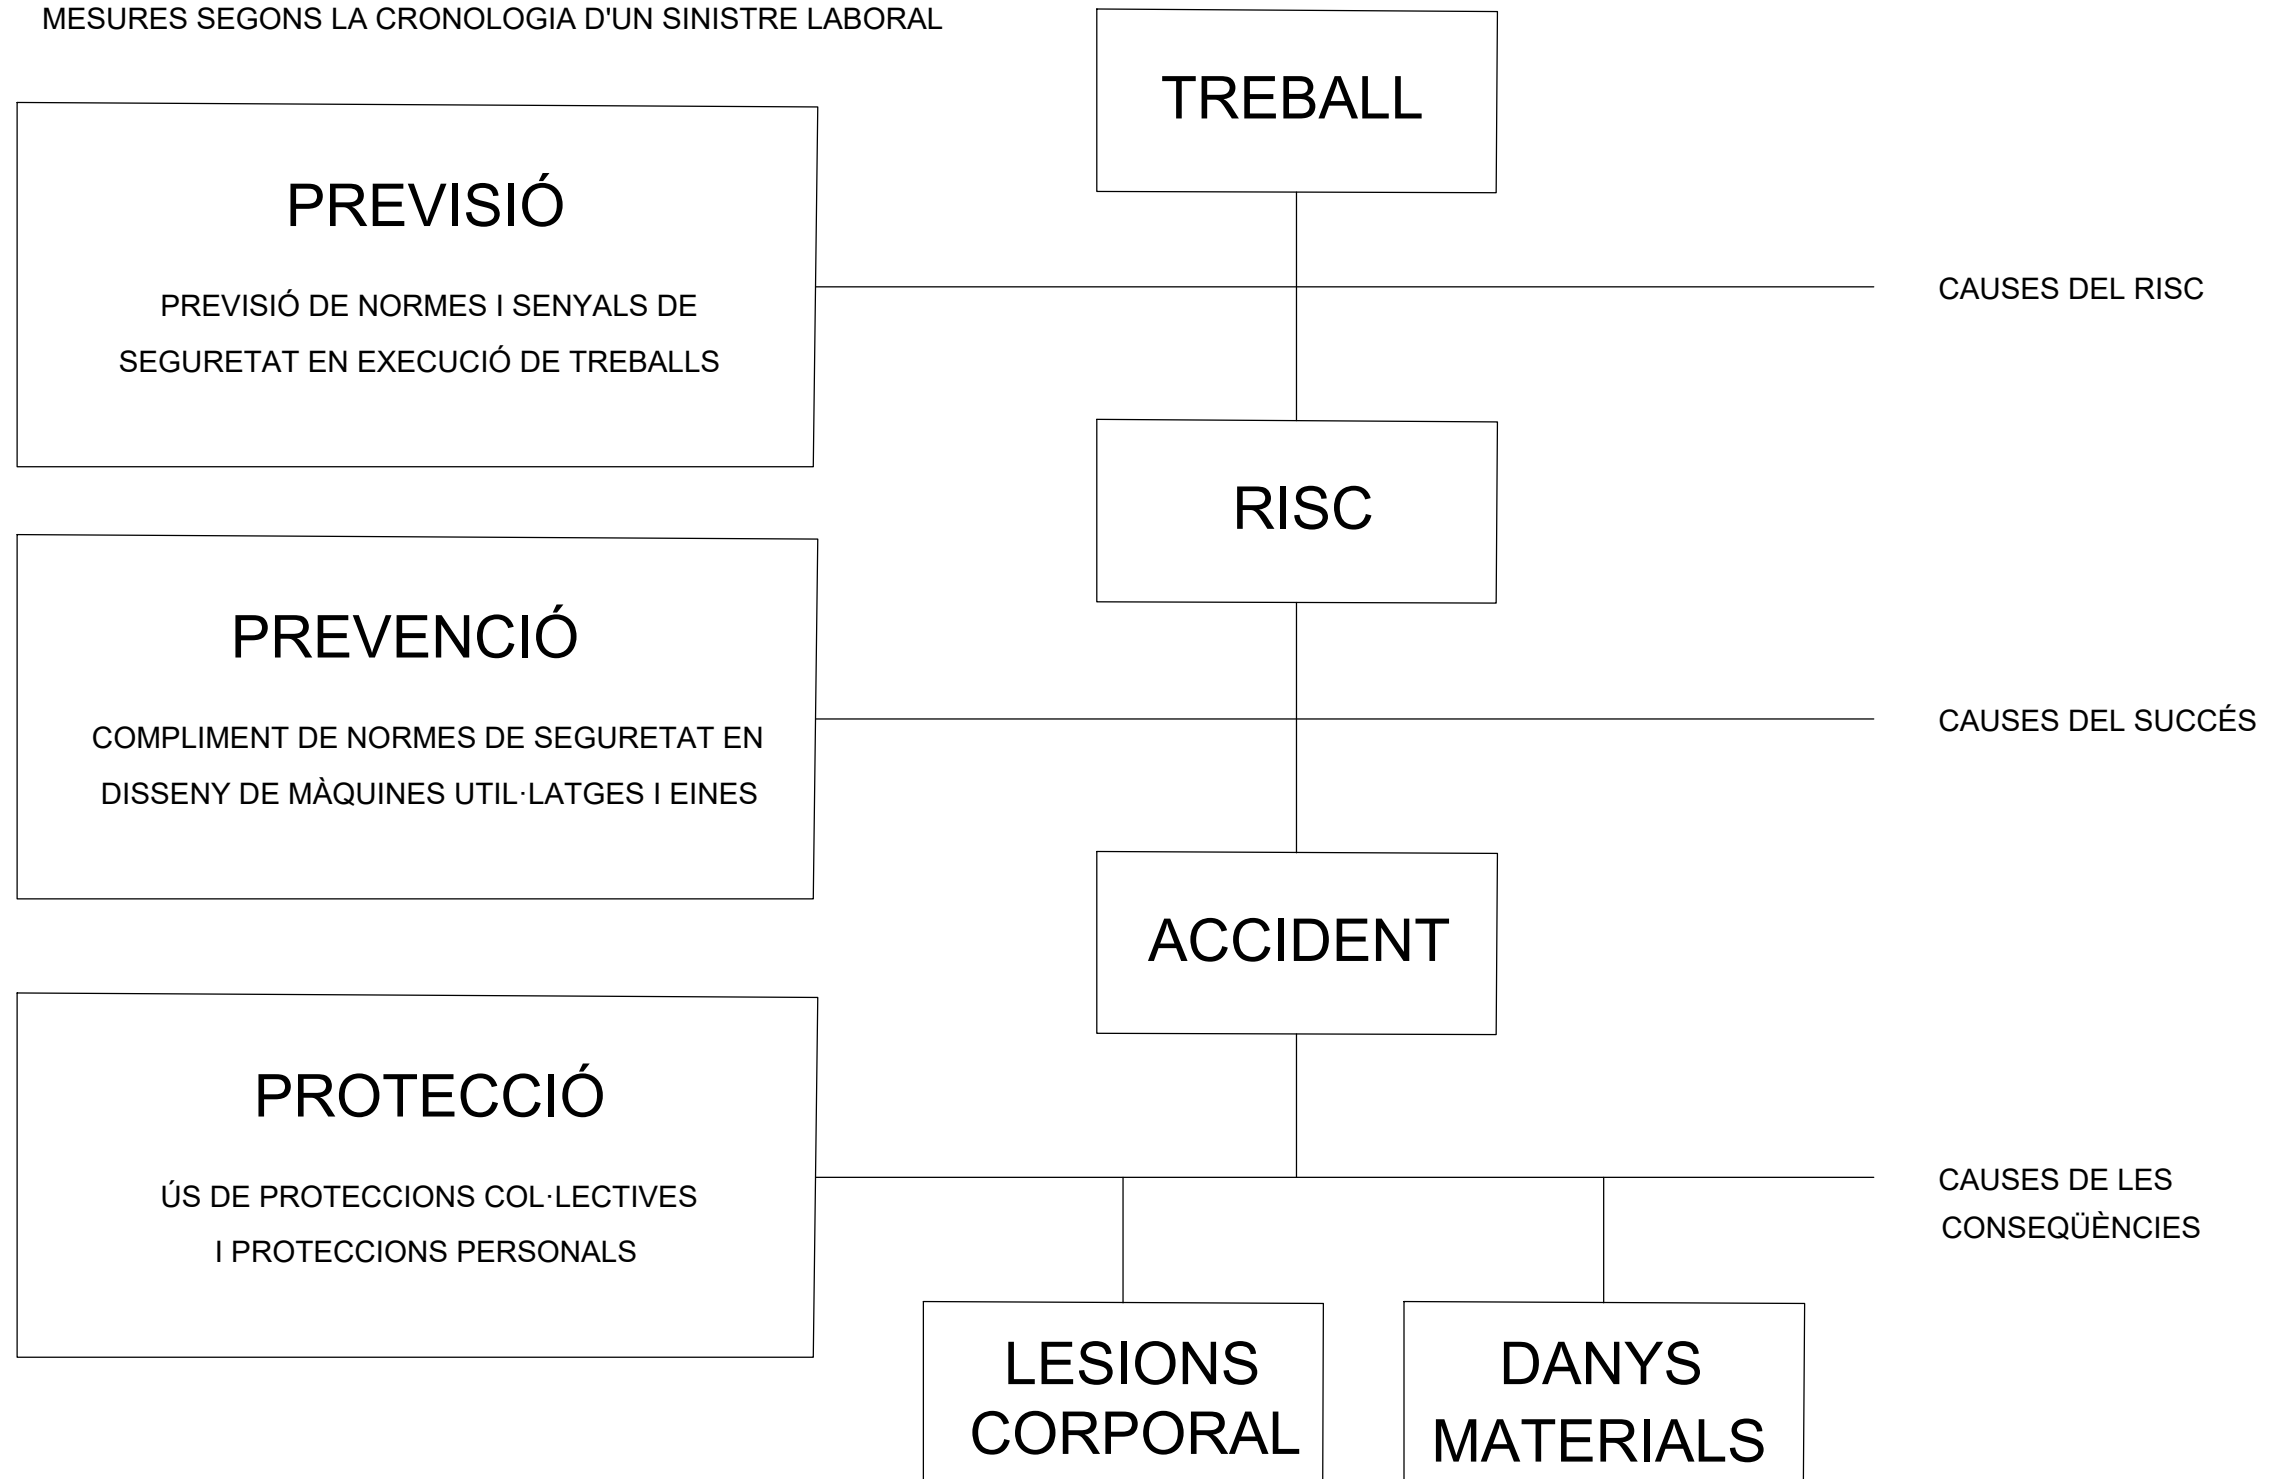 MESURES SEGONS LA CRONOLOGIA D'UN SINISTRE LABORAL
TREBALL
PREVISIÓ
PREVISIÓ DE NORMES I SENYALS DE
SEGURETAT EN EXECUCIÓ DE TREBALLS
CAUSES DEL RISC
RISC
PREVENCIÓ
COMPLIMENT DE NORMES DE SEGURETAT EN
DISSENY DE MÀQUINES UTIL·LATGES I EINES
CAUSES DEL SUCCÉS
ACCIDENT
PROTECCIÓ
ÚS DE PROTECCIONS COL·LECTIVES
I PROTECCIONS PERSONALS
CAUSES DE LES
CONSEQÜÈNCIES
LESIONS
CORPORAL
DANYS
MATERIALS